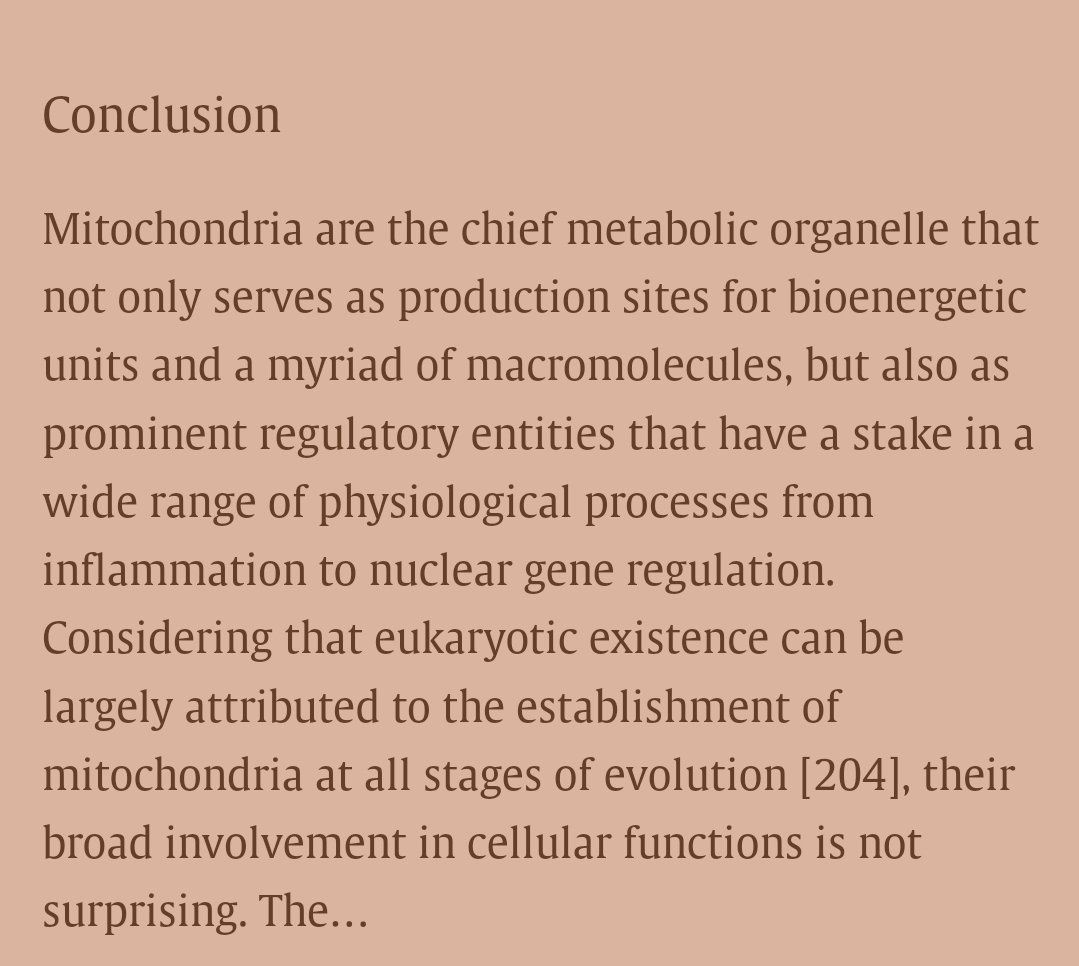 Conclusion
Mitochondria are the chief metabolic organelle that
not only serves as production sites for bioenergetic
units and a myriad of macromolecules, but also as
prominent regulatory entities that have a stake in a
wide range of physiological processes from
inflammation to nuclear gene regulation.
Considering that eukaryotic existence can be
largely attributed to the establishment of
mitochondria at all stages of evolution [204], their
broad involvement in cellular functions is not
surprising. The…